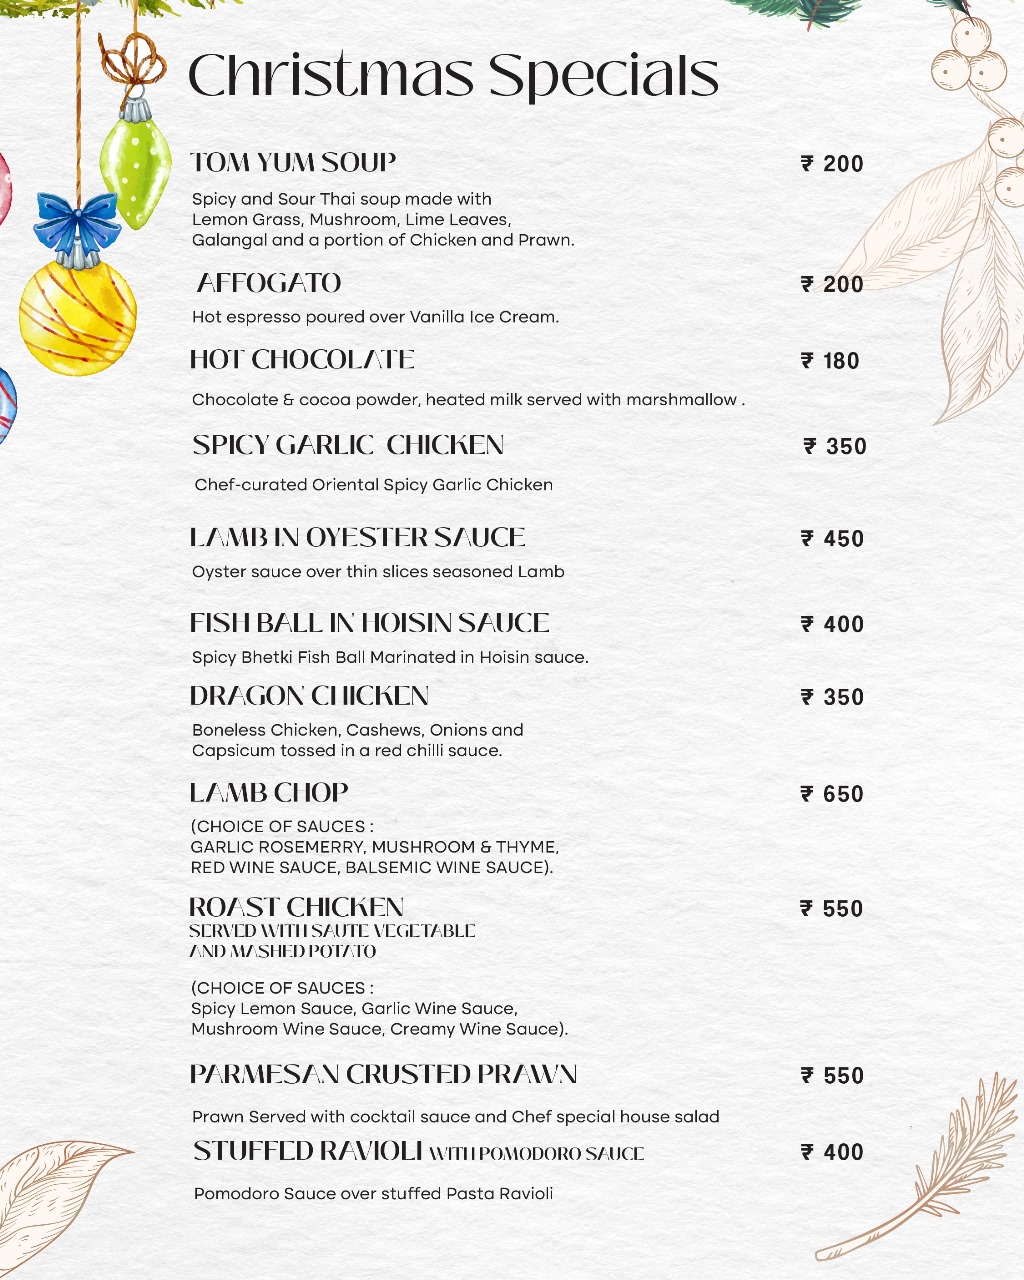 Christmas Specials
TOM YUM SOUP ₹ 200
Spicy and Sour Thai soup made with
Lemon Grass, Mushroom, Lime Leaves,
Galangal and a portion of Chicken and Prawn.
AFFOGATO ₹ 200
Hot espresso poured over Vanilla Ice Cream.
HOT CHOCOLATE ₹ 180
Chocolate & cocoa powder, heated milk served with marshmallow .
SPICY GARLIC CHICKEN ₹ 350
Chef-curated Oriental Spicy Garlic Chicken
LAMB IN OYESTER SAUCE ₹ 450
Oyster sauce over thin slices seasoned Lamb
FISH BALL IN HOISIN SAUCE ₹ 400
Spicy Bhetki Fish Ball Marinated in Hoisin sauce.
DRAGON CHICKEN ₹ 350
Boneless Chicken, Cashews, Onions and
Capsicum tossed in a red chilli sauce.
LAMB CHOP ₹ 650
(CHOICE OF SAUCES :
GARLIC ROSEMERRY, MUSHROOM & THYME,
RED WINE SAUCE, BALSEMIC WINE SAUCE).
ROAST CHICKEN ₹ 550
SERVED WITH SAUTE VEGETABLE
AND MASHED POTATO
(CHOICE OF SAUCES :
Spicy Lemon Sauce, Garlic Wine Sauce,
Mushroom Wine Sauce, Creamy Wine Sauce).
PARMESAN CRUSTED PRAWN ₹ 550
Prawn Served with cocktail sauce and Chef special house salad
STUFFED RAVIOLI WITH POMODORO SAUCE ₹ 400
Pomodoro Sauce over stuffed Pasta Ravioli